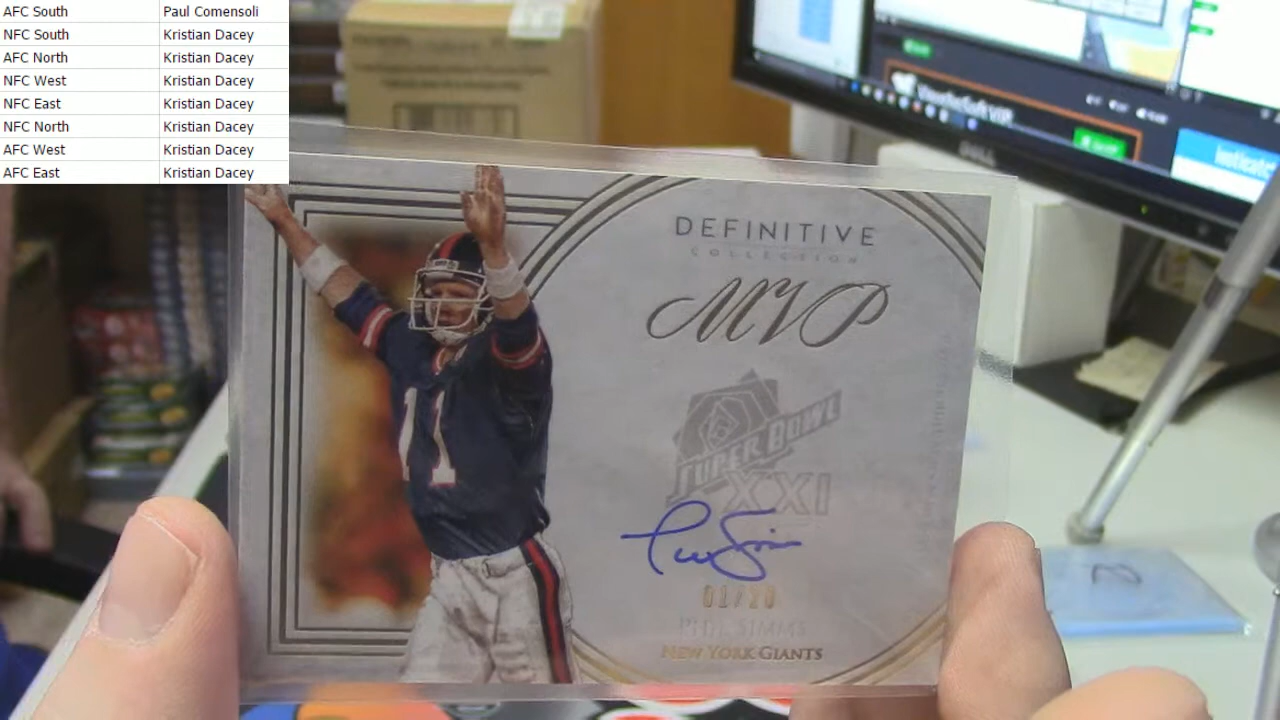 AFC South Paul Comensoli
NFC South Kristian Dacey
AFC North Kristian Dacey
NFC West Kristian Dacey
NFC East Kristian Dacey
NFC North Kristian Dacey
AFC West Kristian Dacey
AFC East Kristian Dacey
DELL
DEFINITIVE
COLLECTION
MVP
SUPER BOWL
XXI
11
01/20
PHIL SIMMS
NEW YORK GIANTS